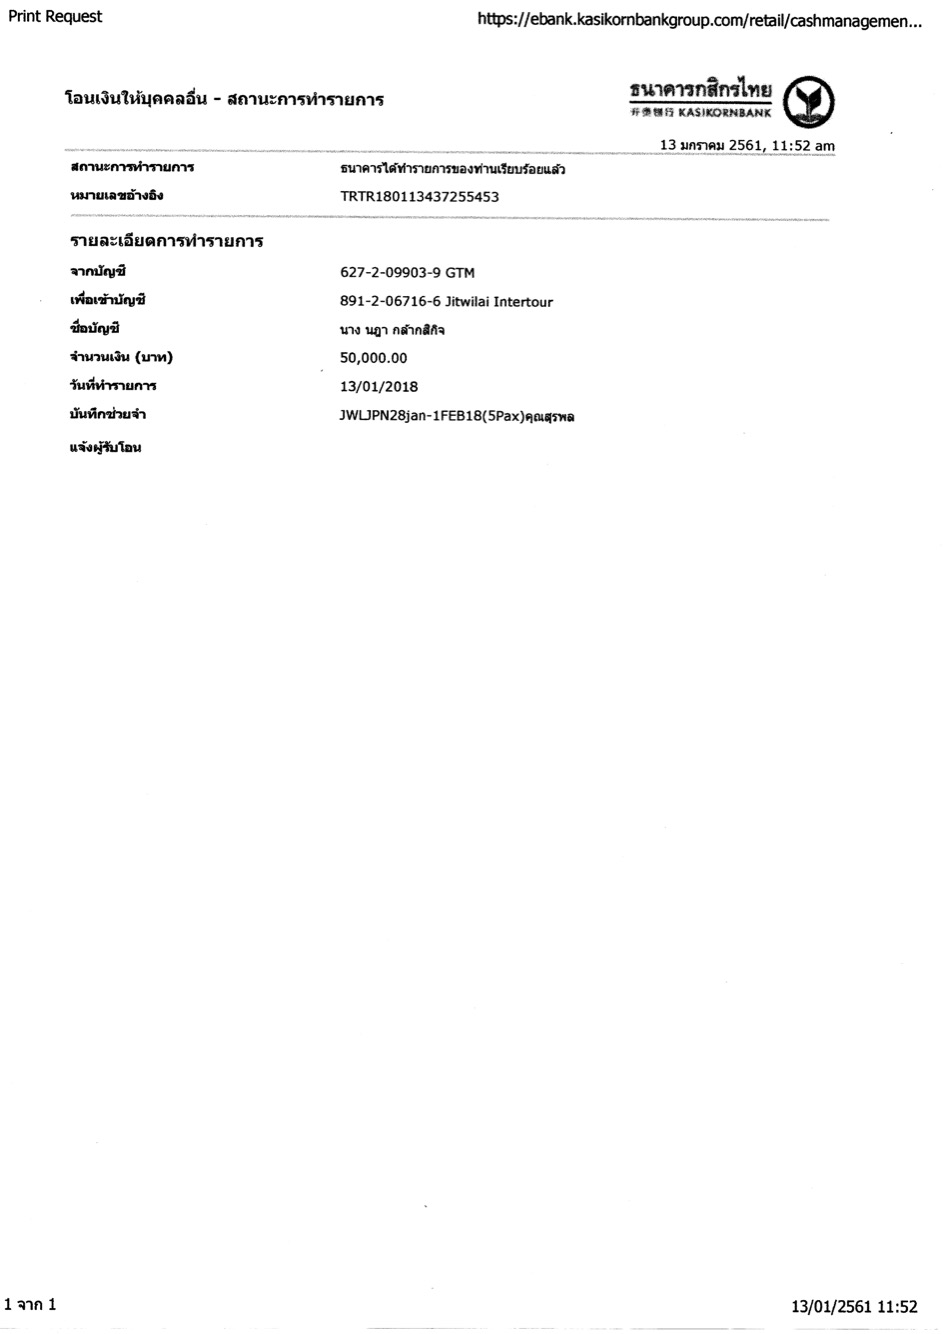 Print Request
https://ebank.kasikornbankgroup.com/retail/cashmanagemen...
โอนเงินให้บุคคลอื่น - สถานะการทำรายการ
ธนาคารกสิกรไทย
开泰银行 KASIKORNBANK
13 มกราคม 2561, 11:52 am
สถานะการทำรายการ ธนาคารได้ทำรายการของท่านเรียบร้อยแล้ว
หมายเลขอ้างอิง TRTR180113437255453
รายละเอียดการทำรายการ
จากบัญชี 627-2-09903-9 GTM
เพื่อเข้าบัญชี 891-2-06716-6 Jitwilai Intertour
ชื่อบัญชี นาง นฎา กล้ากสิกิจ
จำนวนเงิน (บาท) 50,000.00
วันที่ทำรายการ 13/01/2018
บันทึกช่วยจำ JWLJPN28jan-1FEB18(5Pax)คุณสุรพล
แจ้งผู้รับโอน
1 จาก 1
13/01/2561 11:52